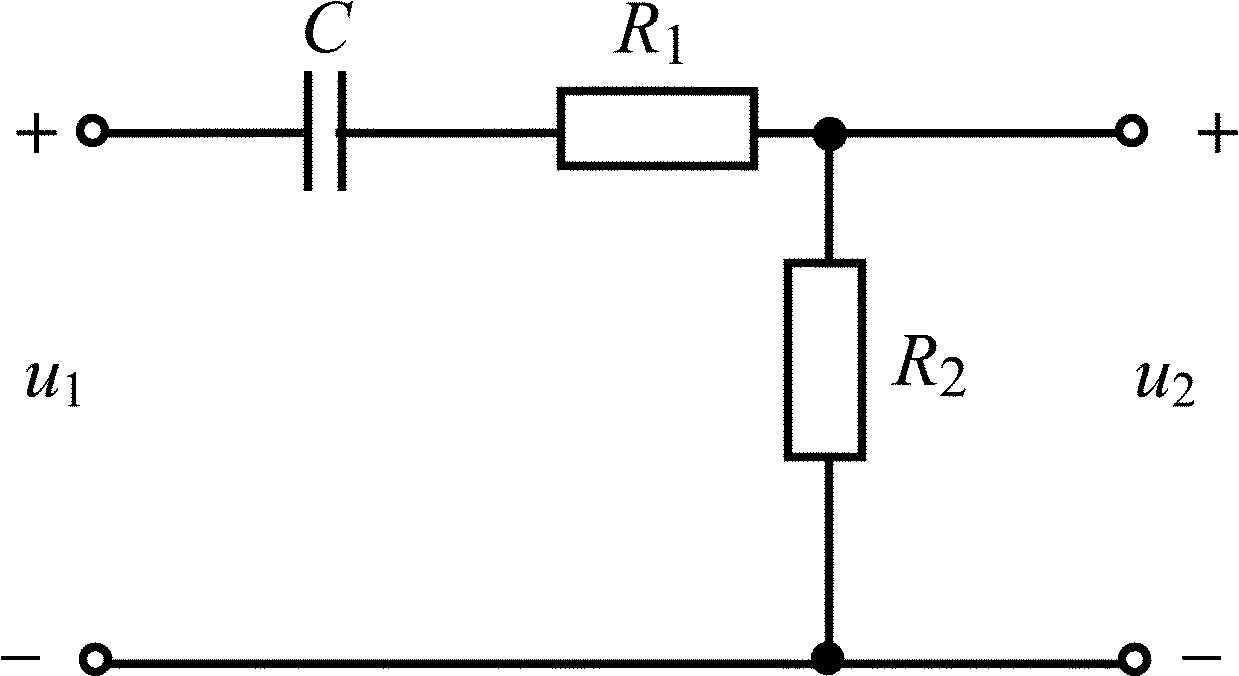 C R1
+ +
u1 R2 u2
− −